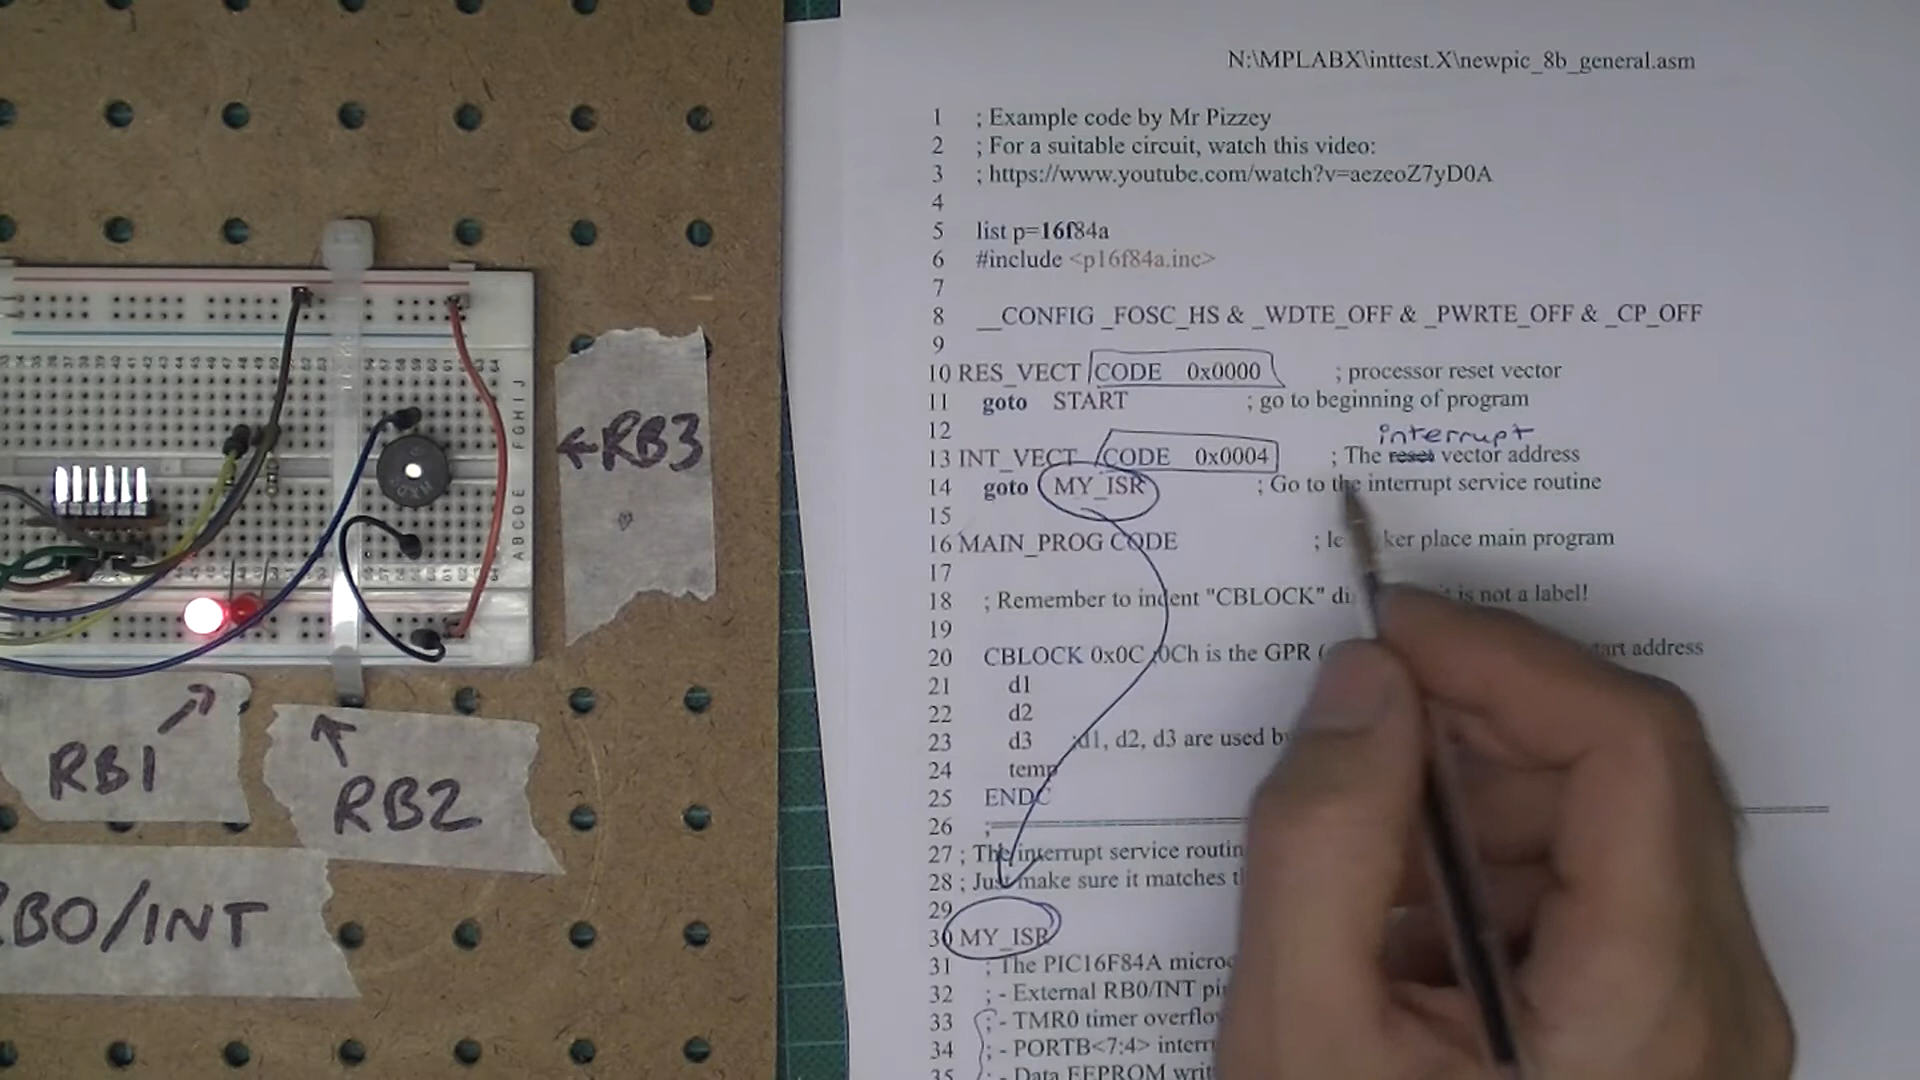 N:\MPLABX\inttest.X\newpic_8b_general.asm
1 ; Example code by Mr Pizzey
2 ; For a suitable circuit, watch this video:
3 ; https://www.youtube.com/watch?v=aezeoZ7yD0A
4
5 list p=16f84a
6 #include <p16f84a.inc>
7
8 __CONFIG _FOSC_HS & _WDTE_OFF & _PWRTE_OFF & _CP_OFF
9
10 RES_VECT CODE 0x0000 ; processor reset vector
11 goto START ; go to beginning of program
12
interrupt
13 INT_VECT CODE 0x0004 ; The reset vector address
14 goto MY_ISR ; Go to the interrupt service routine
15
16 MAIN_PROG CODE ; place main program
17
18 ; Remember to indent "CBLOCK" is not a label!
19
20 CBLOCK 0x0C ;0Ch is the GPR ( address
21 d1
22 d2
23 d3 ;d1, d2, d3 are used
24 temp
25 ENDC
26 ;
27 ; The interrupt service
28 ; Just make sure it matches
29
30 MY_ISR
31 ; The PIC16F84A
32 ; - External RB0/INT
33 ; - TMR0 timer
34 ; - PORTB<7:4>
35 ; - Data EEPROM
←RB3
RB1
RB2
RB0/INT
F G H I J
A B C D E